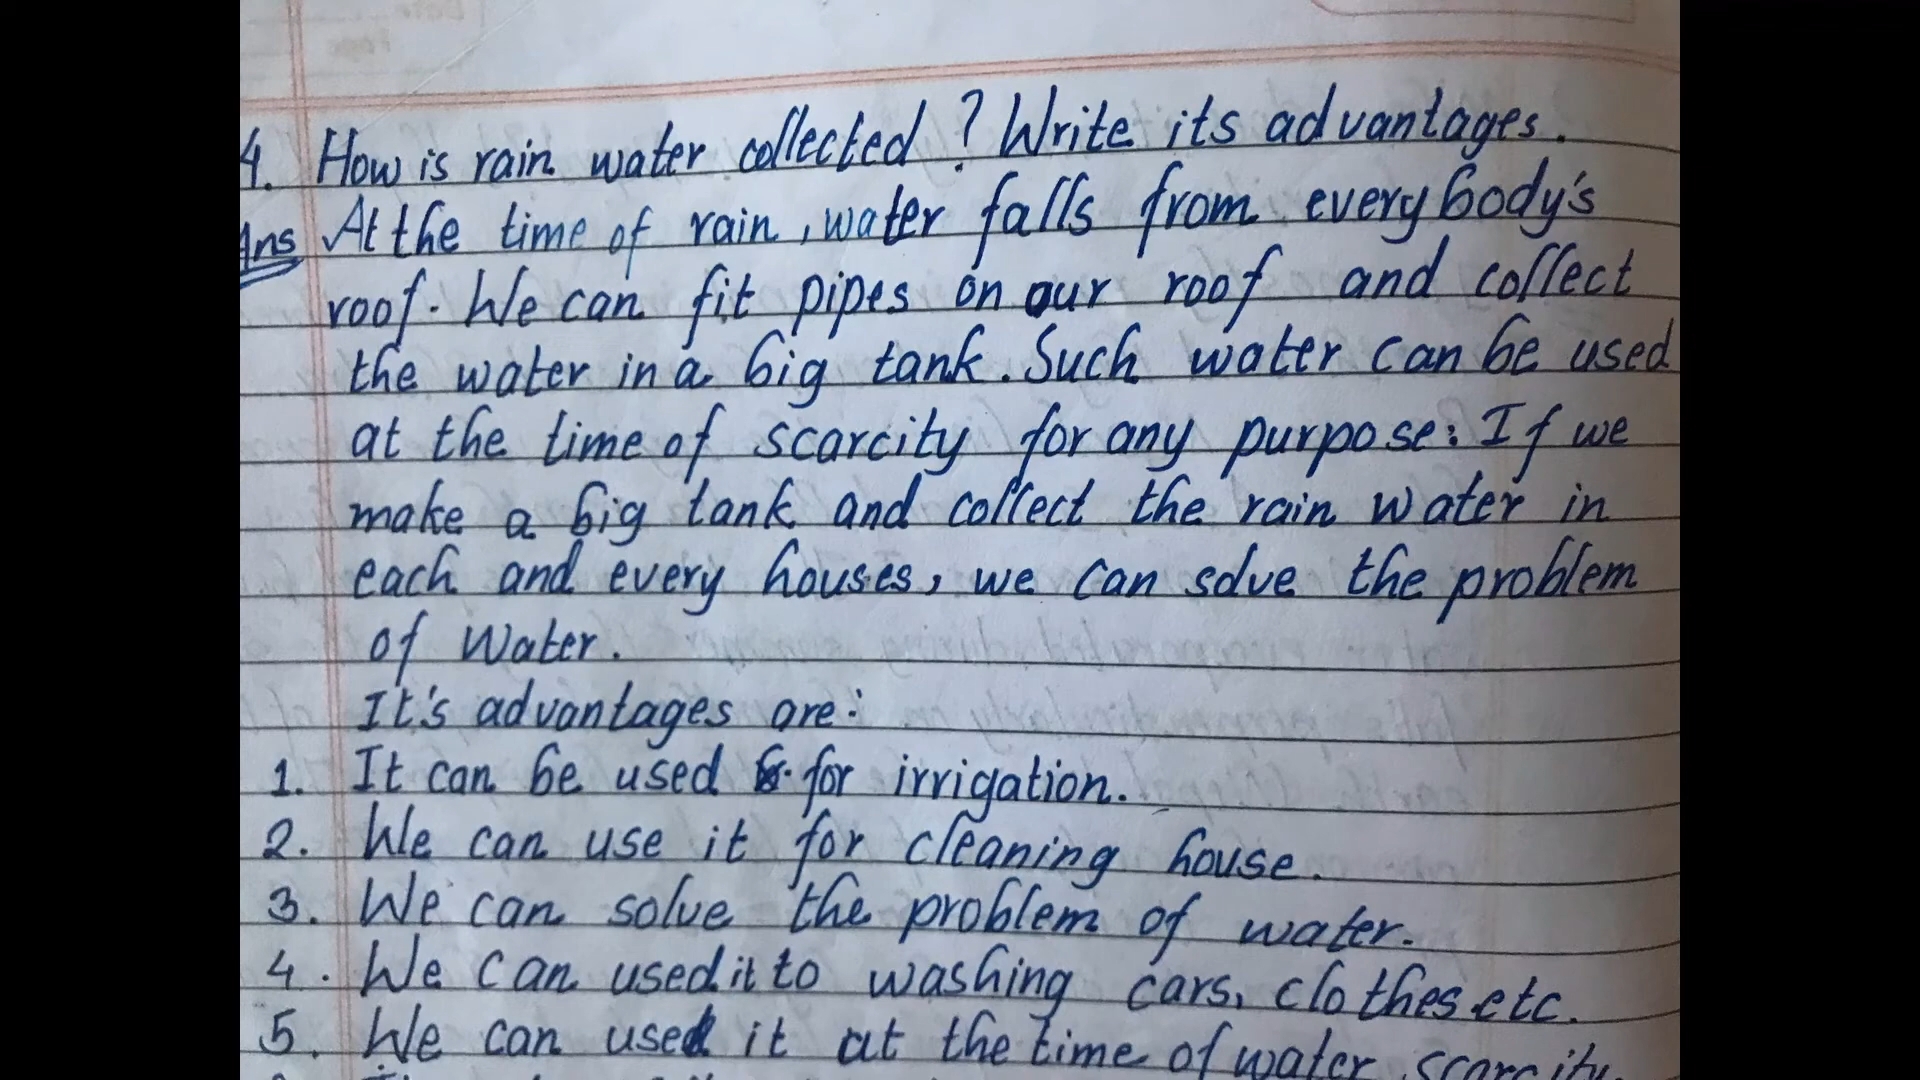 4. How is rain water collected? Write its advantages.
Ans At the time of rain, water falls from everybody's
roof. We can fit pipes on our roof and collect
the water in a big tank. Such water can be used
at the time of scarcity for any purpose. If we
make a big tank and collect the rain water in
each and every houses, we can solve the problem
of water.
It's advantages are:
1. It can be used for irrigation.
2. We can use it for cleaning house.
3. We can solve the problem of water.
4. We can used it to washing cars, clothes etc.
5. We can used it at the time of water scarcity.